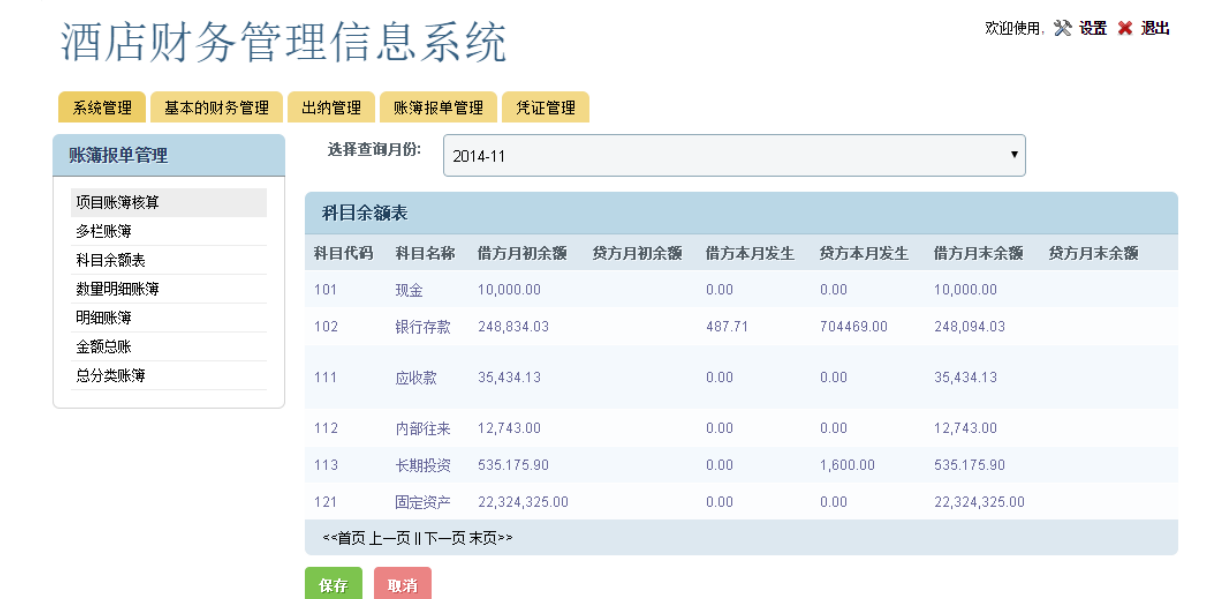 酒店财务管理信息系统
欢迎使用, 设置 退出
系统管理 基本的财务管理 出纳管理 账簿报单管理 凭证管理
账簿报单管理
项目账簿核算
多栏账簿
科目余额表
数量明细账簿
明细账簿
金额总账
总分类账簿
选择查询月份: 2014-11
科目余额表
科目代码 科目名称 借方月初余额 贷方月初余额 借方本月发生 贷方本月发生 借方月末余额 贷方月末余额
101 现金 10,000.00 0.00 0.00 10,000.00
102 银行存款 248,834.03 487.71 704469.00 248,094.03
111 应收款 35,434.13 0.00 0.00 35,434.13
112 内部往来 12,743.00 0.00 0.00 12,743.00
113 长期投资 535.175.90 0.00 1,600.00 535.175.90
121 固定资产 22,324,325.00 0.00 0.00 22,324,325.00
<<首页 上一页 || 下一页 末页>>
保存 取消